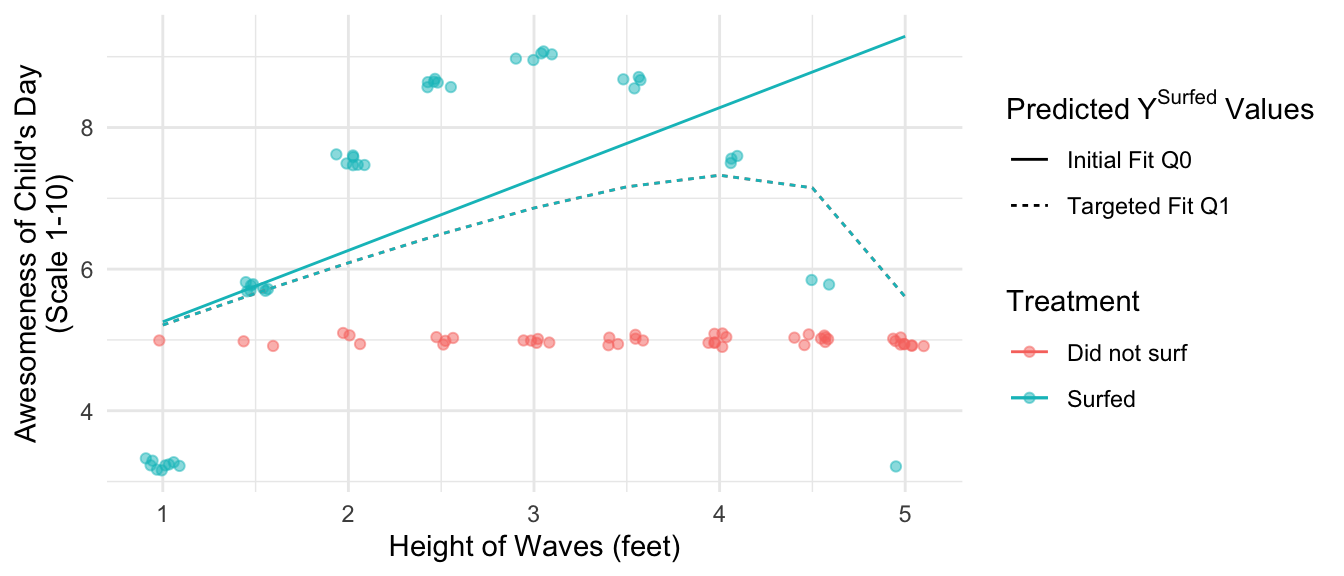 Awesomeness of Child's Day
(Scale 1-10)
8
6
4
1 2 3 4 5
Height of Waves (feet)
Predicted Y^Surfed Values
Initial Fit Q0
Targeted Fit Q1
Treatment
Did not surf
Surfed